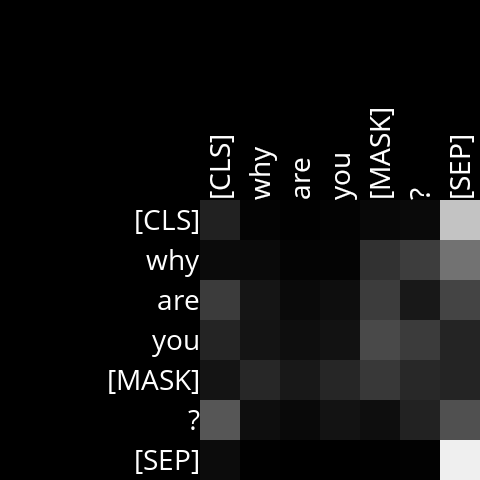 [CLS] why are you [MASK] ? [SEP]
[CLS]
why
are
you
[MASK]
?
[SEP]